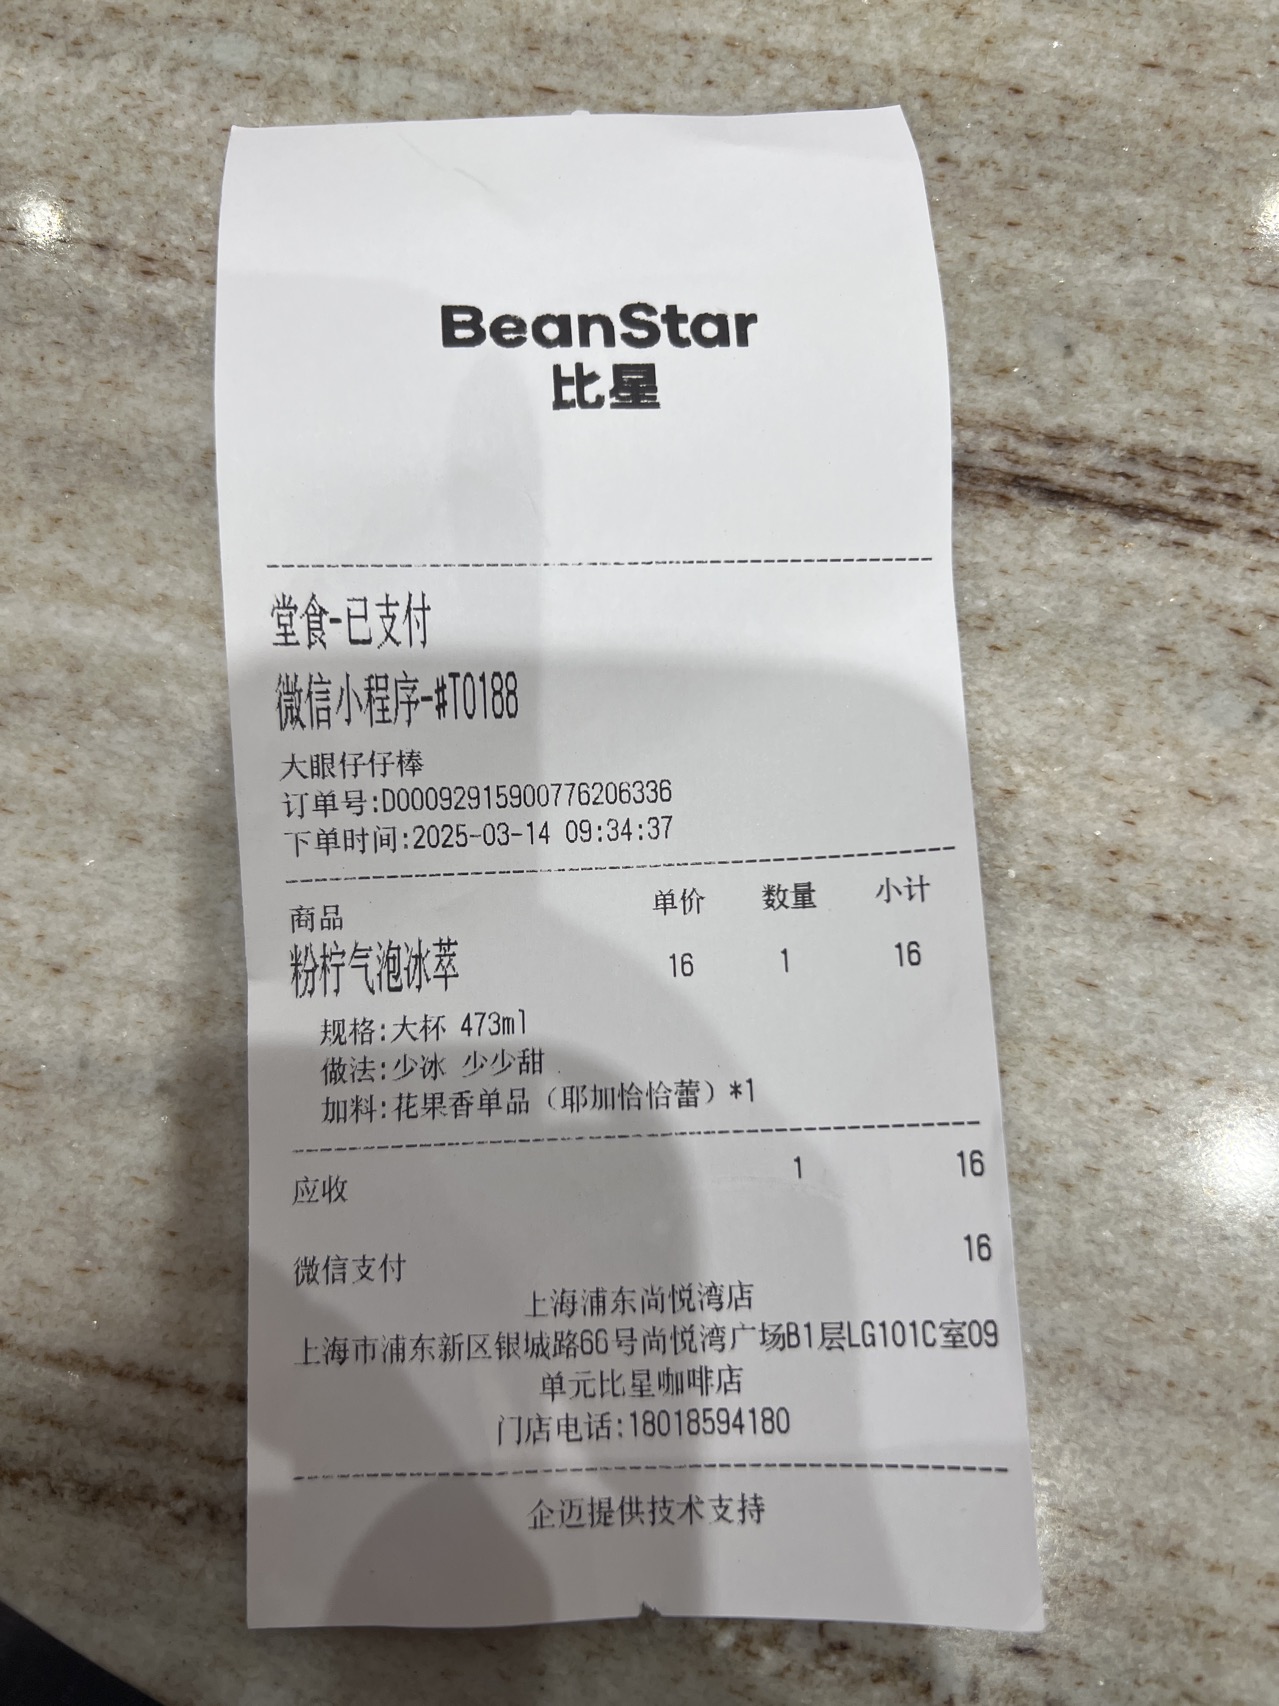 BeanStar
比星
堂食-已支付
微信小程序-#T0188
大眼仔仔棒
订单号:D00092915900776206336
下单时间:2025-03-14 09:34:37
商品 单价 数量 小计
粉柠气泡冰萃 16 1 16
规格:大杯 473ml
做法:少冰 少少甜
加料:花果香单品（耶加恰恰蕾）*1
应收 1 16
微信支付 16
上海浦东尚悦湾店
上海市浦东新区银城路66号尚悦湾广场B1层LG101C室09
单元比星咖啡店
门店电话:18018594180
企迈提供技术支持